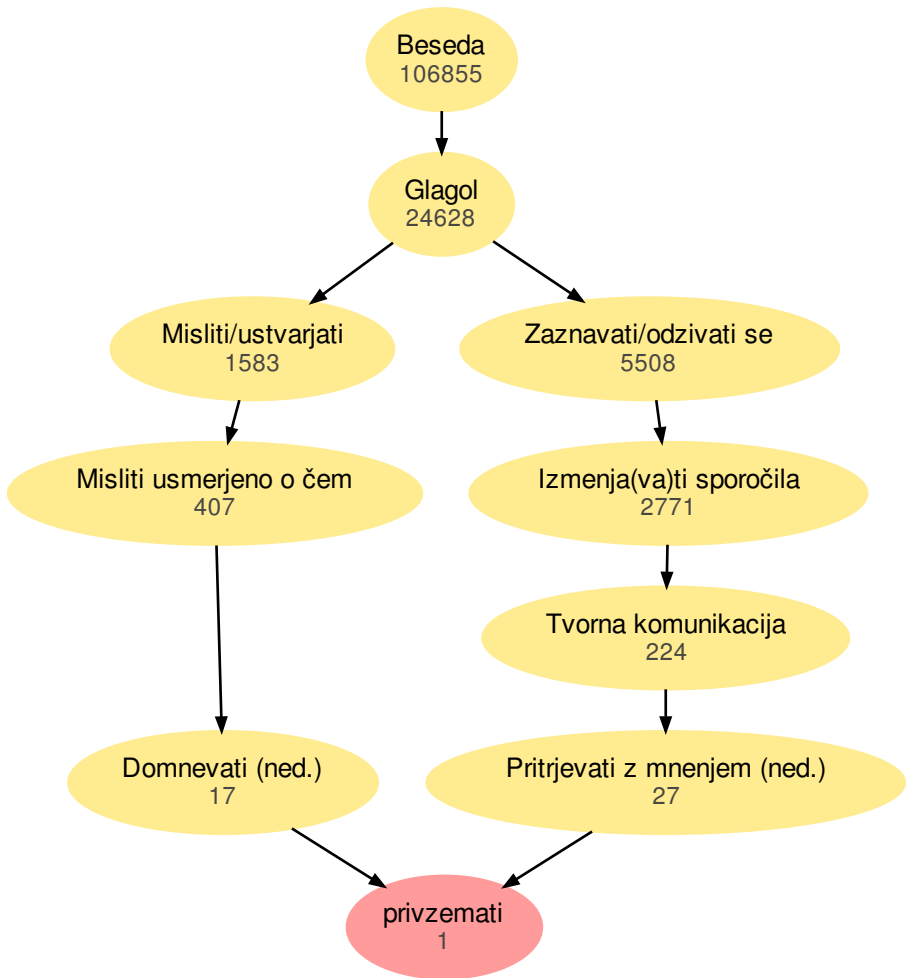 Beseda
106855
Glagol
24628
Misliti/ustvarjati
1583
Zaznavati/odzivati se
5508
Misliti usmerjeno o čem
407
Izmenja(va)ti sporočila
2771
Tvorna komunikacija
224
Domnevati (ned.)
17
Pritrjevati z mnenjem (ned.)
27
privzemati
1